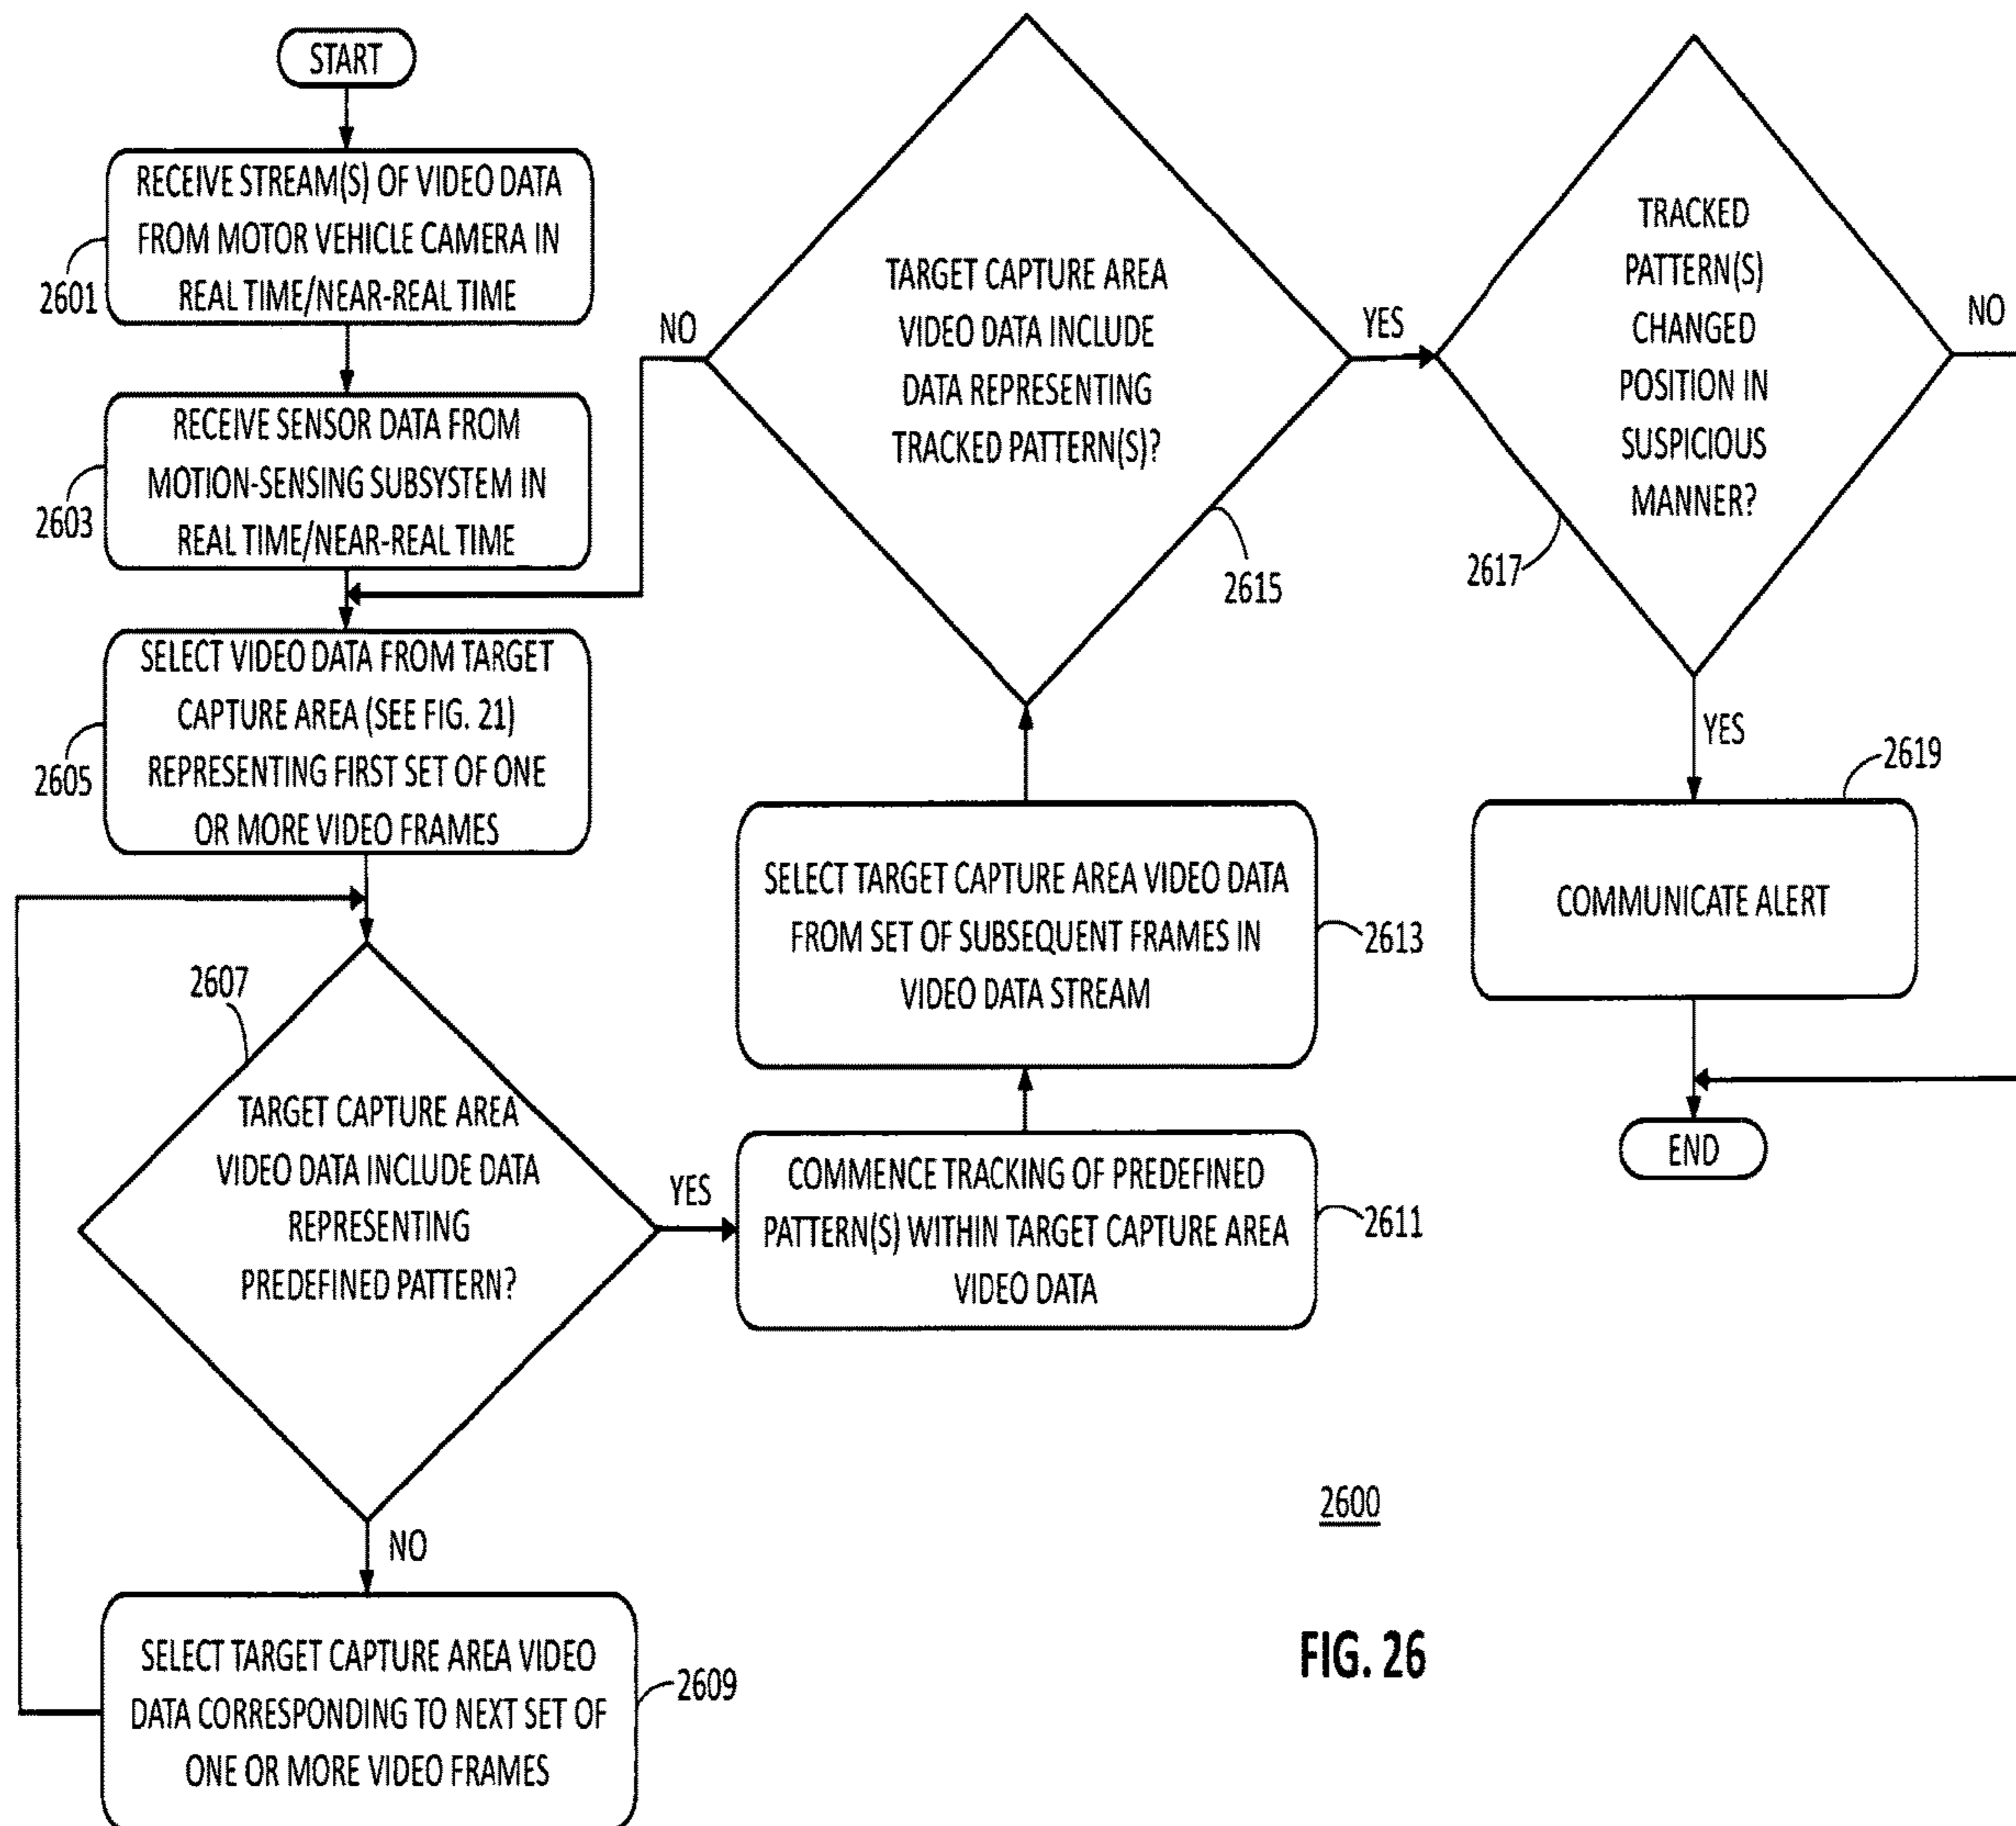 START
RECEIVE STREAM(S) OF VIDEO DATA
FROM MOTOR VEHICLE CAMERA IN
REAL TIME/NEAR-REAL TIME
2601
RECEIVE SENSOR DATA FROM
MOTION-SENSING SUBSYSTEM IN
REAL TIME/NEAR-REAL TIME
2603
SELECT VIDEO DATA FROM TARGET
CAPTURE AREA (SEE FIG. 21)
REPRESENTING FIRST SET OF ONE
OR MORE VIDEO FRAMES
2605
2607
TARGET CAPTURE AREA
VIDEO DATA INCLUDE DATA
REPRESENTING
PREDEFINED PATTERN?
YES
NO
SELECT TARGET CAPTURE AREA VIDEO
DATA CORRESPONDING TO NEXT SET OF
ONE OR MORE VIDEO FRAMES
2609
COMMENCE TRACKING OF PREDEFINED
PATTERN(S) WITHIN TARGET CAPTURE AREA
VIDEO DATA
2611
SELECT TARGET CAPTURE AREA VIDEO DATA
FROM SET OF SUBSEQUENT FRAMES IN
VIDEO DATA STREAM
2613
TARGET CAPTURE AREA
VIDEO DATA INCLUDE
DATA REPRESENTING
TRACKED PATTERN(S)?
2615
NO
YES
TRACKED
PATTERN(S)
CHANGED
POSITION IN
SUSPICIOUS
MANNER?
2617
NO
YES
2619
COMMUNICATE ALERT
END
2600
FIG. 26